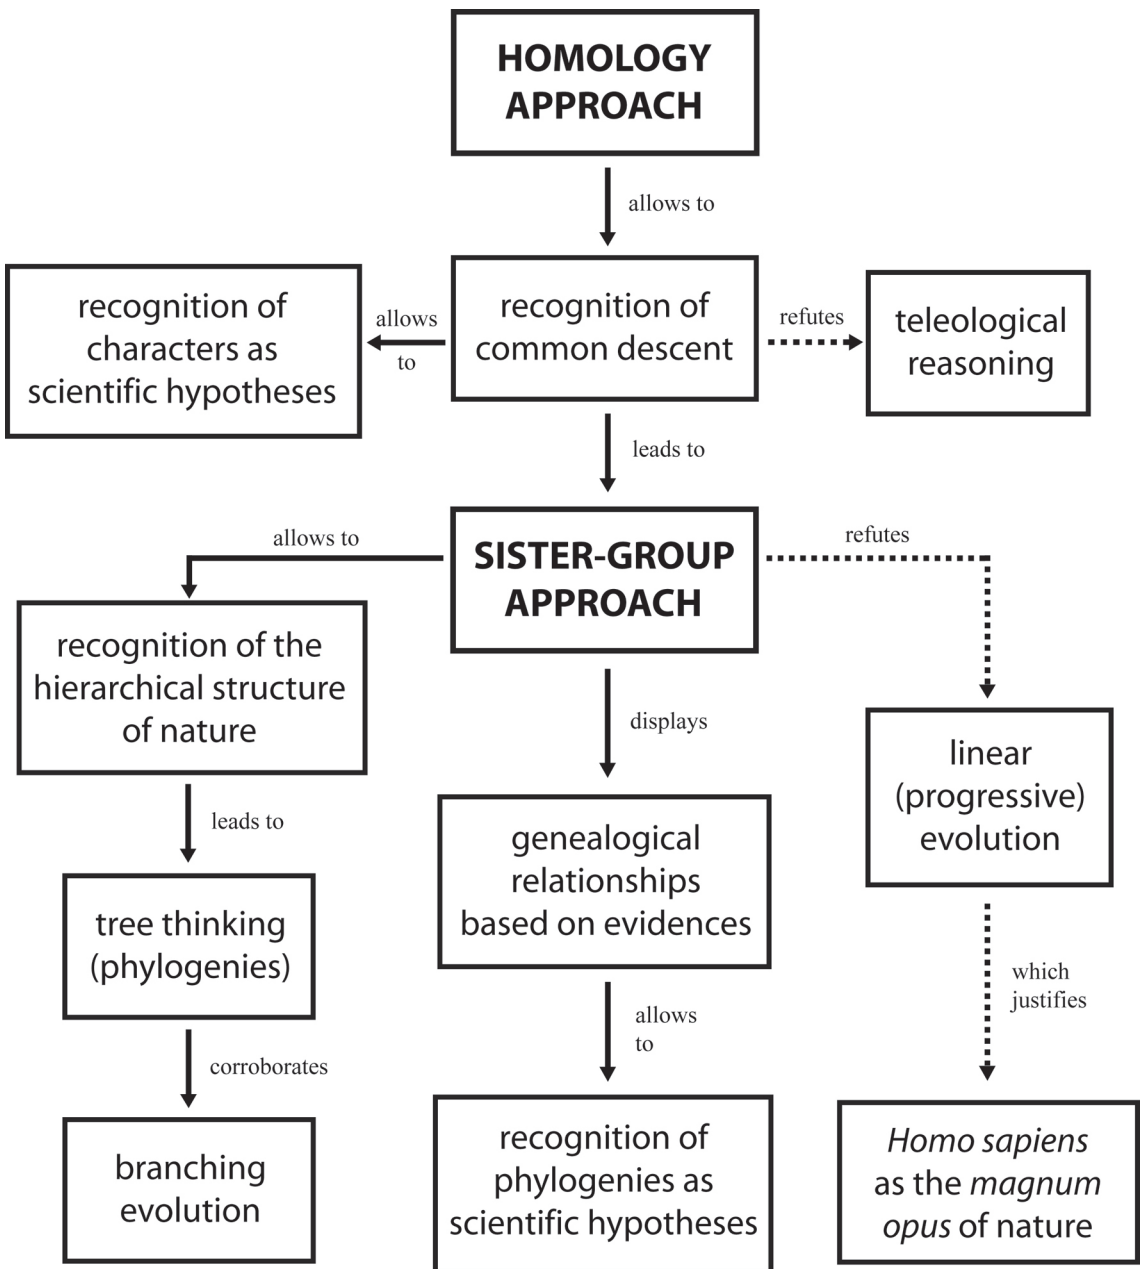 HOMOLOGY
APPROACH
allows to
recognition of
characters as
scientific hypotheses
allows
to
recognition of
common descent
refutes
teleological
reasoning
leads to
allows to
SISTER-GROUP
APPROACH
refutes
recognition of the
hierarchical structure
of nature
displays
linear
(progressive)
evolution
leads to
genealogical
relationships
based on evidences
tree thinking
(phylogenies)
which
justifies
allows
to
corroborates
branching
evolution
recognition of
phylogenies as
scientific hypotheses
Homo sapiens
as the magnum
opus of nature